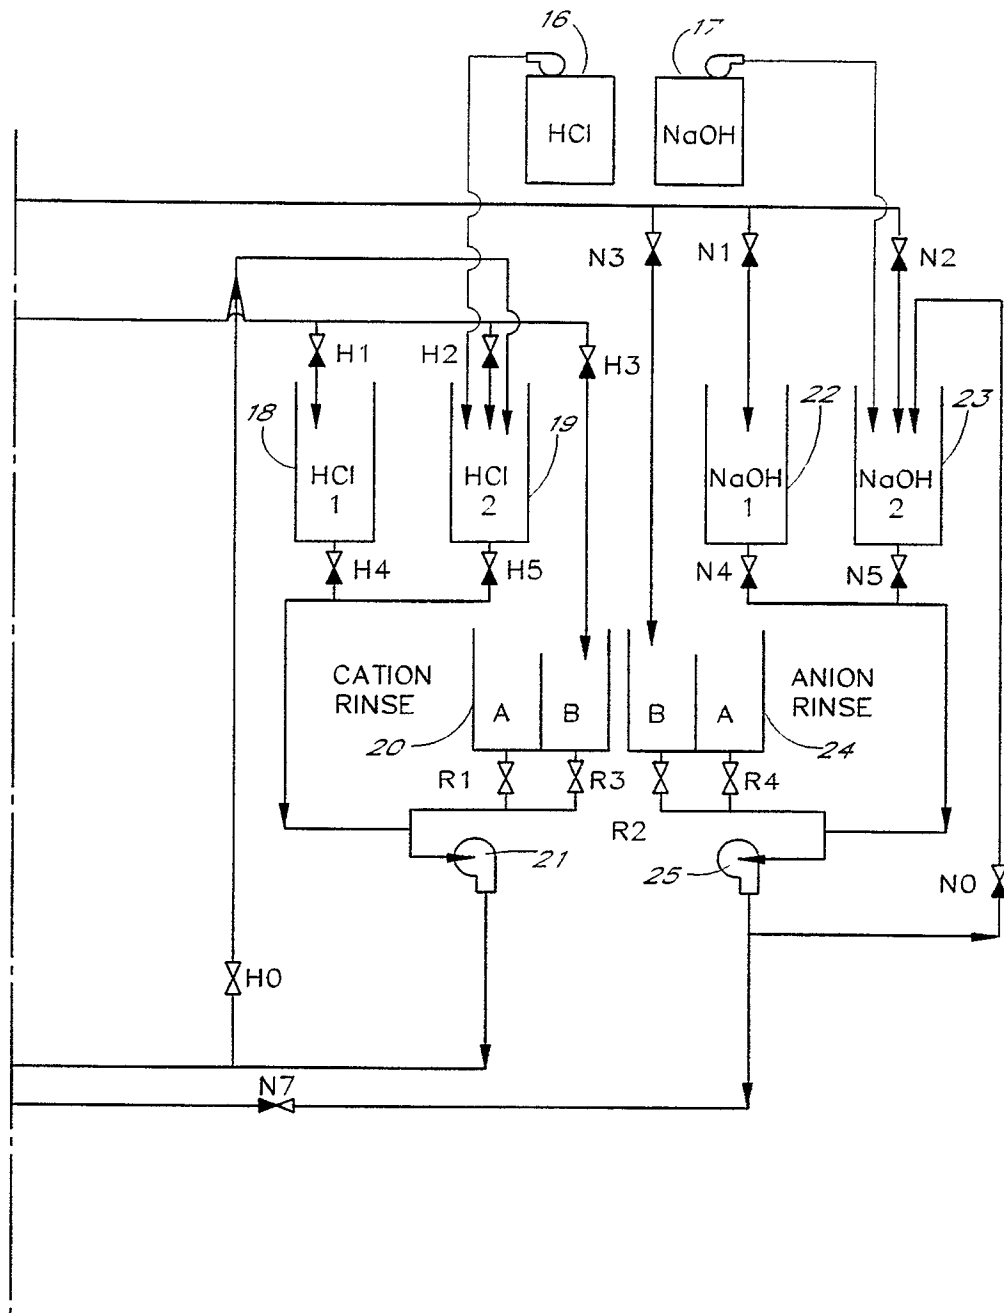 16
17
HCl
NaOH
N3
N1
N2
H1
H2
H3
18
19
22
23
HCl
1
HCl
2
NaOH
1
NaOH
2
H4
H5
N4
N5
CATION
RINSE
ANION
RINSE
A
B
B
A
20
24
R1
R3
R4
R2
21
25
N0
H0
N7